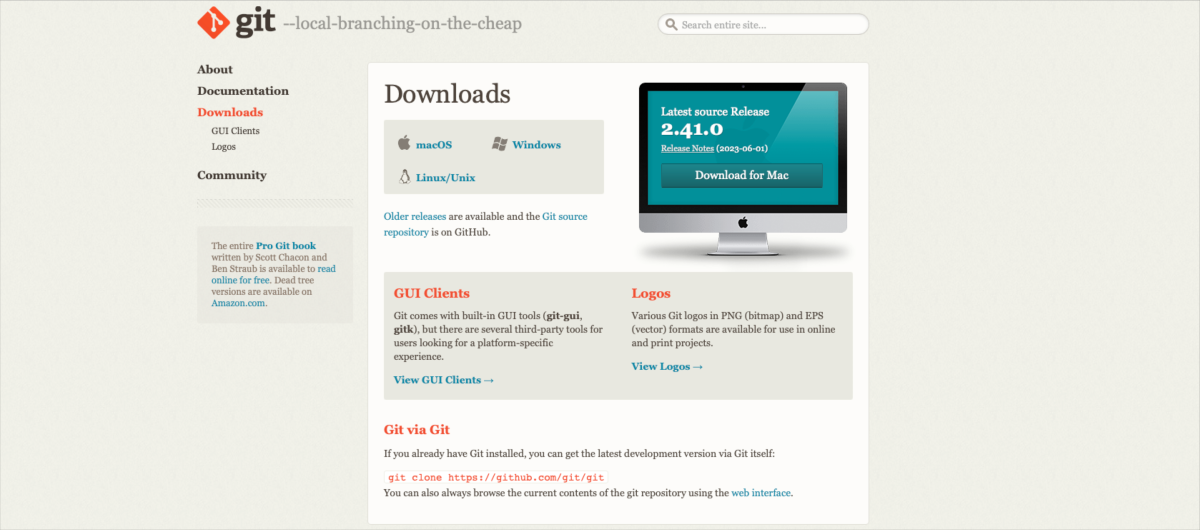 git --local-branching-on-the-cheap
Search entire site...
About
Documentation
Downloads
GUI Clients
Logos
Community
The entire Pro Git book
written by Scott Chacon and
Ben Straub is available to read
online for free. Dead tree
versions are available on
Amazon.com.
Downloads
macOS
Windows
Linux/Unix
Older releases are available and the Git source
repository is on GitHub.
Latest source Release
2.41.0
Release Notes (2023-06-01)
Download for Mac
GUI Clients
Git comes with built-in GUI tools (git-gui,
gitk), but there are several third-party tools for
users looking for a platform-specific
experience.
View GUI Clients →
Logos
Various Git logos in PNG (bitmap) and EPS
(vector) formats are available for use in online
and print projects.
View Logos →
Git via Git
If you already have Git installed, you can get the latest development version via Git itself:
git clone https://github.com/git/git
You can also always browse the current contents of the git repository using the web interface.